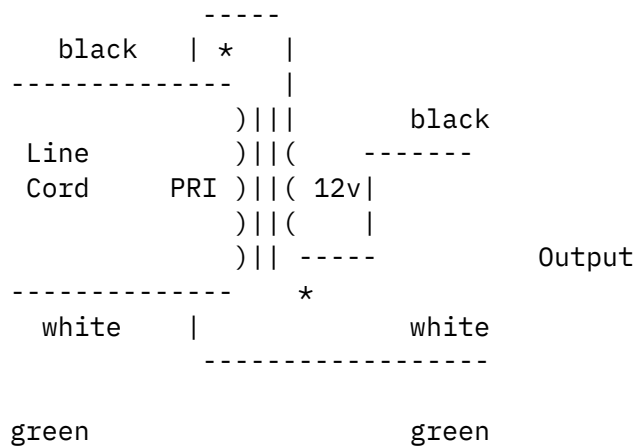 -----
black | * |
-------------- |
)||| black
Line )||( -------
Cord PRI )||( 12v|
)||( |
)|| ----- Output
-------------- *
white | white
------------------
green green